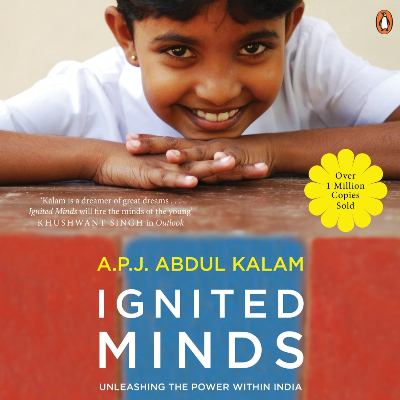 Over
1 Million
Copies
Sold
'Kalam is a dreamer of great dreams . . . .
Ignited Minds will fire the minds of the young'
KHUSHWANT SINGH in Outlook
A.P.J. ABDUL KALAM
IGNITED
MINDS
UNLEASHING THE POWER WITHIN INDIA